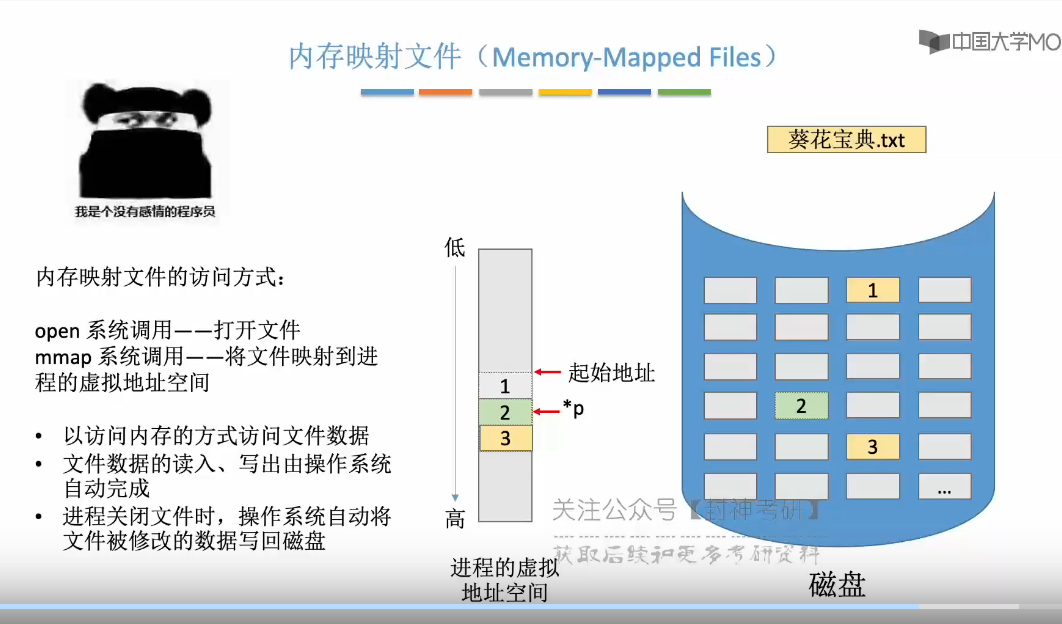 内存映射文件（Memory-Mapped Files）
中国大学MO
葵花宝典.txt
我是个没有感情的程序员
内存映射文件的访问方式：
open 系统调用——打开文件
mmap 系统调用——将文件映射到进
程的虚拟地址空间
• 以访问内存的方式访问文件数据
• 文件数据的读入、写出由操作系统
自动完成
• 进程关闭文件时，操作系统自动将
文件被修改的数据写回磁盘
低
起始地址
1
*p
2
3
高
进程的虚拟
地址空间
1
2
3
...
关注公众号【封神考研】
获取后续和更多考研资料
磁盘